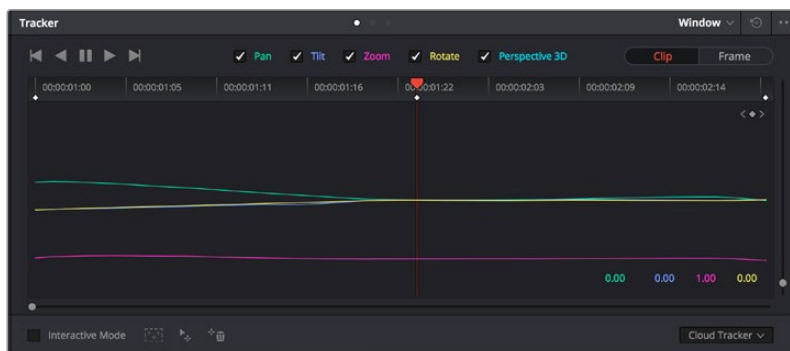 Tracker Window
Pan Tilt Zoom Rotate Perspective 3D Clip Frame
00:00:01:00 00:00:01:05 00:00:01:11 00:00:01:16 00:00:01:22 00:00:02:03 00:00:02:09 00:00:02:14
0.00 0.00 1.00 0.00
Interactive Mode Cloud Tracker